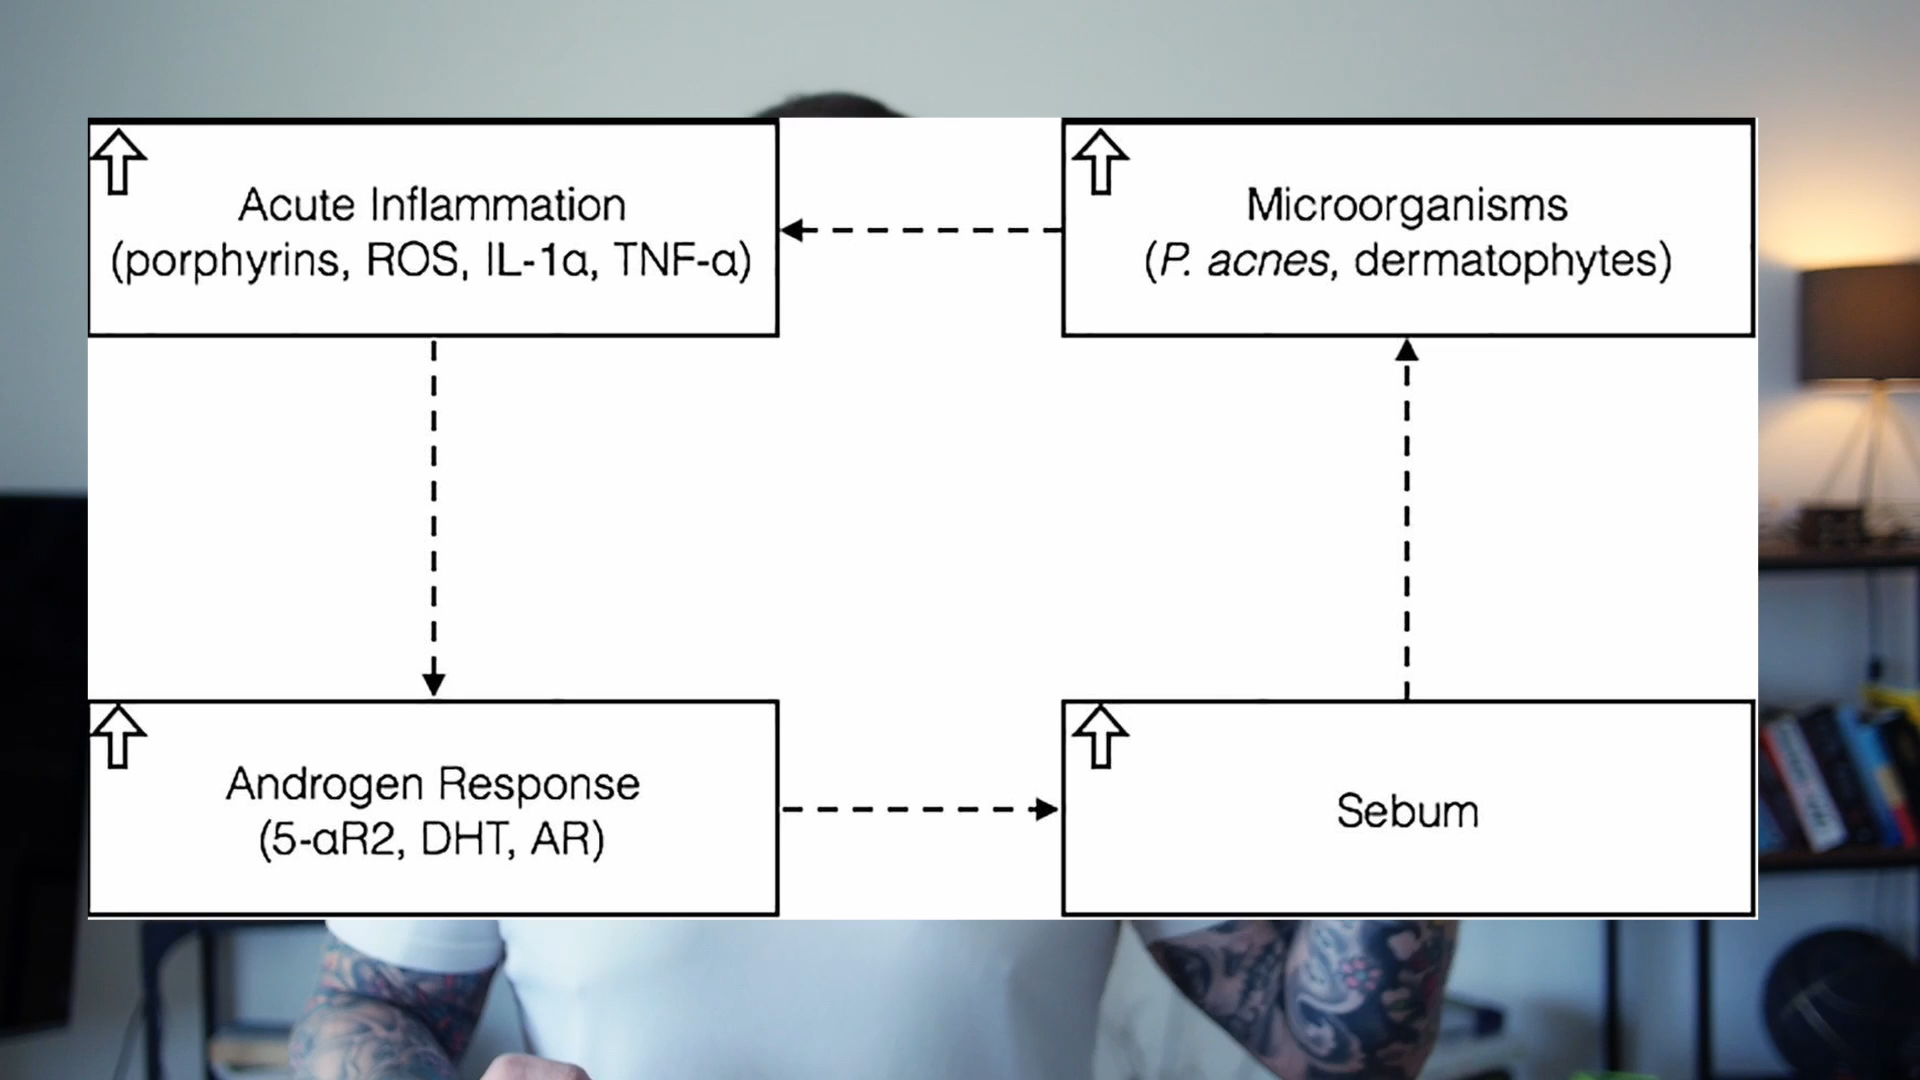 Acute Inflammation
(porphyrins, ROS, IL-1α, TNF-α)
Microorganisms
(P. acnes, dermatophytes)
Androgen Response
(5-αR2, DHT, AR)
Sebum